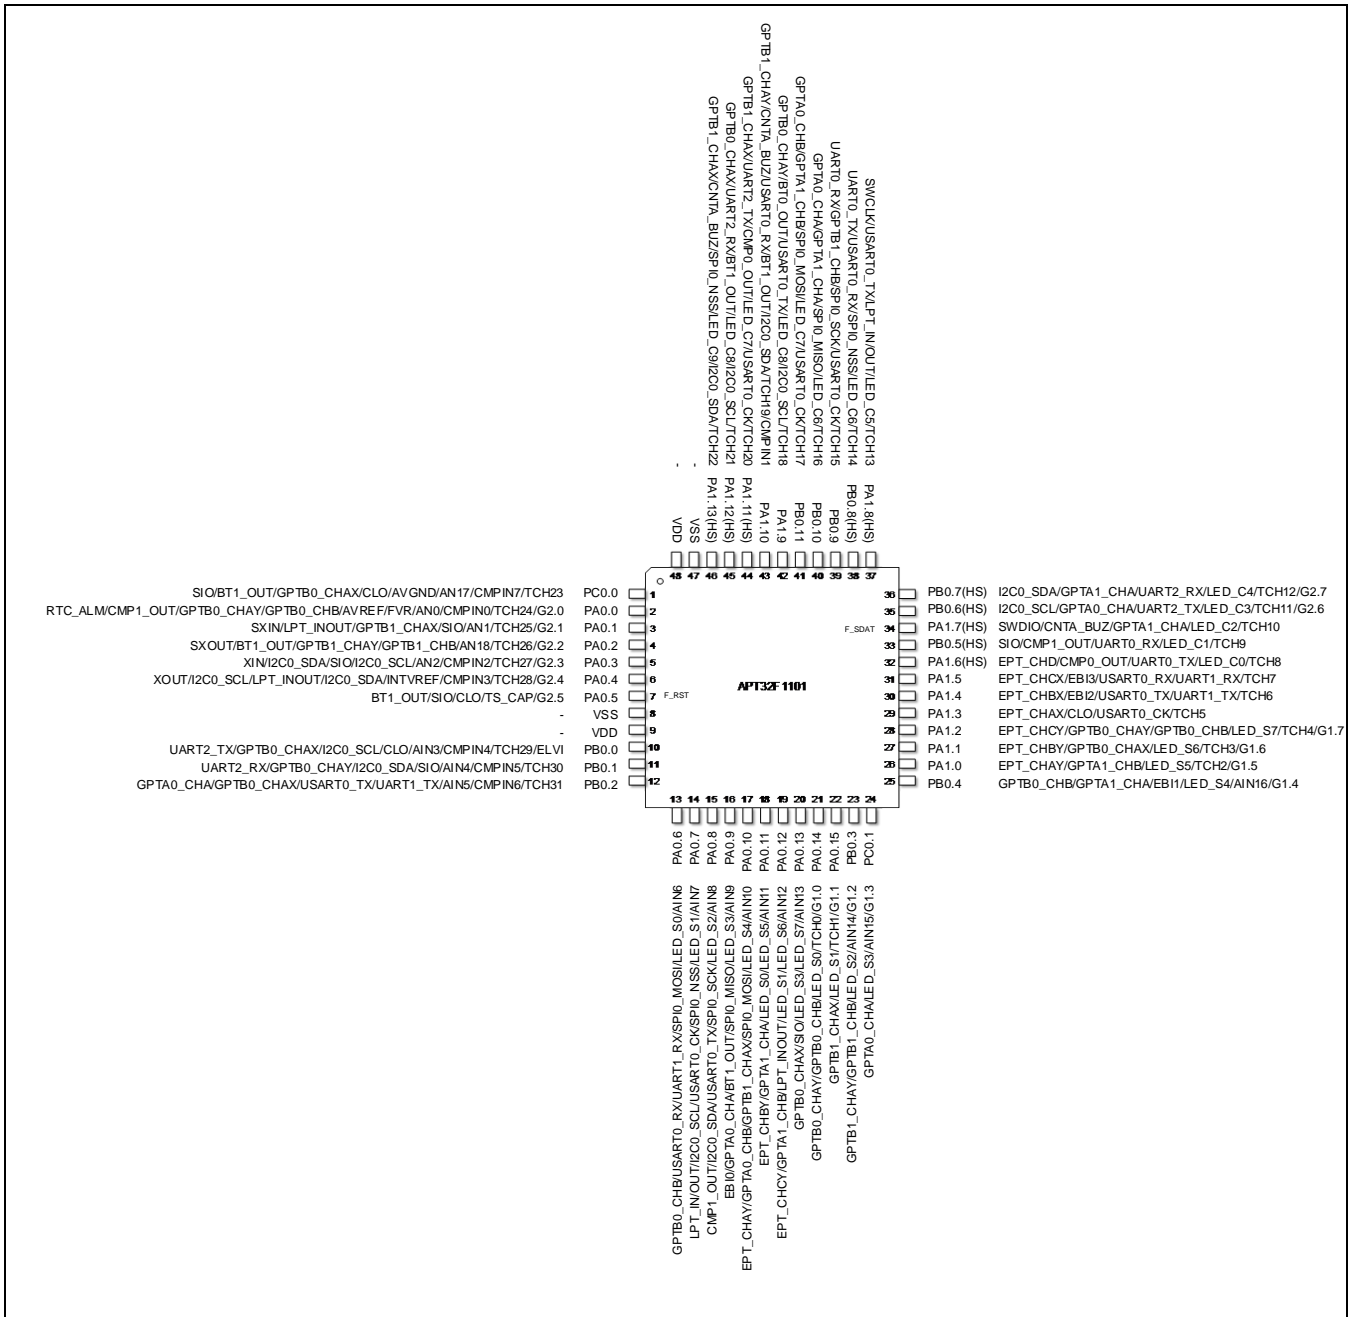 GPTB1_CHAX/CNTA_BUZ/SPI0_NSS/LED_C9/I2C0_SDA/TCH22
GPTB0_CHAX/UART2_RX/BT1_OUT/LED_C8/I2C0_SCL/TCH21
GPTB1_CHAX/UART2_TX/CMP0_OUT/LED_C7/USART0_CK/TCH20
GPTB1_CHAY/CNTA_BUZ/USART0_RX/BT1_OUT/I2C0_SDA/TCH19/CMPIN1
GPTB0_CHAY/BT0_OUT/USART0_TX/LED_C8/I2C0_SCL/TCH18
GPTA0_CHB/GPTA1_CHB/SPI0_MOSI/LED_C7/USART0_CK/TCH17
GPTA0_CHA/GPTA1_CHA/SPI0_MISO/LED_C6/TCH16
UART0_RX/GPTB1_CHB/SPI0_SCK/USART0_CK/TCH15
UART0_TX/USART0_RX/SPI0_NSS/LED_C6/TCH14
SWCLK/USART0_TX/LPT_IN/OUT/LED_C5/TCH13
- - 
VDD VSS PA1.13(HS) PA1.12(HS) PA1.11(HS) PA1.10 PA1.9 PB0.11 PB0.10 PB0.9 PB0.8(HS) PA1.8(HS)
48 47 46 45 44 43 42 41 40 39 38 37
SIO/BT1_OUT/GPTB0_CHAX/CLO/AVGND/AN17/CMPIN7/TCH23 PC0.0 1
RTC_ALM/CMP1_OUT/GPTB0_CHAY/GPTB0_CHB/AVREF/FVR/AN0/CMPIN0/TCH24/G2.0 PA0.0 2
SXIN/LPT_INOUT/GPTB1_CHAX/SIO/AN1/TCH25/G2.1 PA0.1 3
SXOUT/BT1_OUT/GPTB1_CHAY/GPTB1_CHB/AN18/TCH26/G2.2 PA0.2 4
XIN/I2C0_SDA/SIO/I2C0_SCL/AN2/CMPIN2/TCH27/G2.3 PA0.3 5
XOUT/I2C0_SCL/LPT_INOUT/I2C0_SDA/INTVREF/CMPIN3/TCH28/G2.4 PA0.4 6
BT1_OUT/SIO/CLO/TS_CAP/G2.5 PA0.5 7 F_RST
- VSS 8
- VDD 9
UART2_TX/GPTB0_CHAX/I2C0_SCL/CLO/AIN3/CMPIN4/TCH29/ELVI PB0.0 10
UART2_RX/GPTB0_CHAY/I2C0_SDA/SIO/AIN4/CMPIN5/TCH30 PB0.1 11
GPTA0_CHA/GPTB0_CHAX/USART0_TX/UART1_TX/AIN5/CMPIN6/TCH31 PB0.2 12
APT32F1101
36 PB0.7(HS) I2C0_SDA/GPTA1_CHA/UART2_RX/LED_C4/TCH12/G2.7
35 PB0.6(HS) I2C0_SCL/GPTA0_CHA/UART2_TX/LED_C3/TCH11/G2.6
F_SDAT 34 PA1.7(HS) SWDIO/CNTA_BUZ/GPTA1_CHA/LED_C2/TCH10
33 PB0.5(HS) SIO/CMP1_OUT/UART0_RX/LED_C1/TCH9
32 PA1.6(HS) EPT_CHD/CMP0_OUT/UART0_TX/LED_C0/TCH8
31 PA1.5 EPT_CHCX/EBI3/USART0_RX/UART1_RX/TCH7
30 PA1.4 EPT_CHBX/EBI2/USART0_TX/UART1_TX/TCH6
29 PA1.3 EPT_CHAX/CLO/USART0_CK/TCH5
28 PA1.2 EPT_CHCY/GPTB0_CHAY/GPTB0_CHB/LED_S7/TCH4/G1.7
27 PA1.1 EPT_CHBY/GPTB0_CHAX/LED_S6/TCH3/G1.6
26 PA1.0 EPT_CHAY/GPTA1_CHB/LED_S5/TCH2/G1.5
25 PB0.4 GPTB0_CHB/GPTA1_CHA/EBI1/LED_S4/AIN16/G1.4
13 14 15 16 17 18 19 20 21 22 23 24
PA0.6 PA0.7 PA0.8 PA0.9 PA0.10 PA0.11 PA0.12 PA0.13 PA0.14 PA0.15 PB0.3 PC0.1
GPTB0_CHB/USART0_RX/UART1_RX/SPI0_MOSI/LED_S0/AIN6
LPT_IN/OUT/I2C0_SCL/USART0_CK/SPI0_NSS/LED_S1/AIN7
CMP1_OUT/I2C0_SDA/USART0_TX/SPI0_SCK/LED_S2/AIN8
EBI0/GPTA0_CHA/BT1_OUT/SPI0_MISO/LED_S3/AIN9
EPT_CHAY/GPTA0_CHB/GPTB1_CHAX/SPI0_MOSI/LED_S4/AIN10
EPT_CHBY/GPTA1_CHA/LED_S0/LED_S5/AIN11
EPT_CHCY/GPTA1_CHB/LPT_INOUT/LED_S1/LED_S6/AIN12
GPTB0_CHAX/SIO/LED_S3/LED_S7/AIN13
GPTB0_CHAY/GPTB0_CHB/LED_S0/TCH0/G1.0
GPTB1_CHAX/LED_S1/TCH1/G1.1
GPTB1_CHAY/GPTB1_CHB/LED_S2/AIN14/G1.2
GPTA0_CHA/LED_S3/AIN15/G1.3